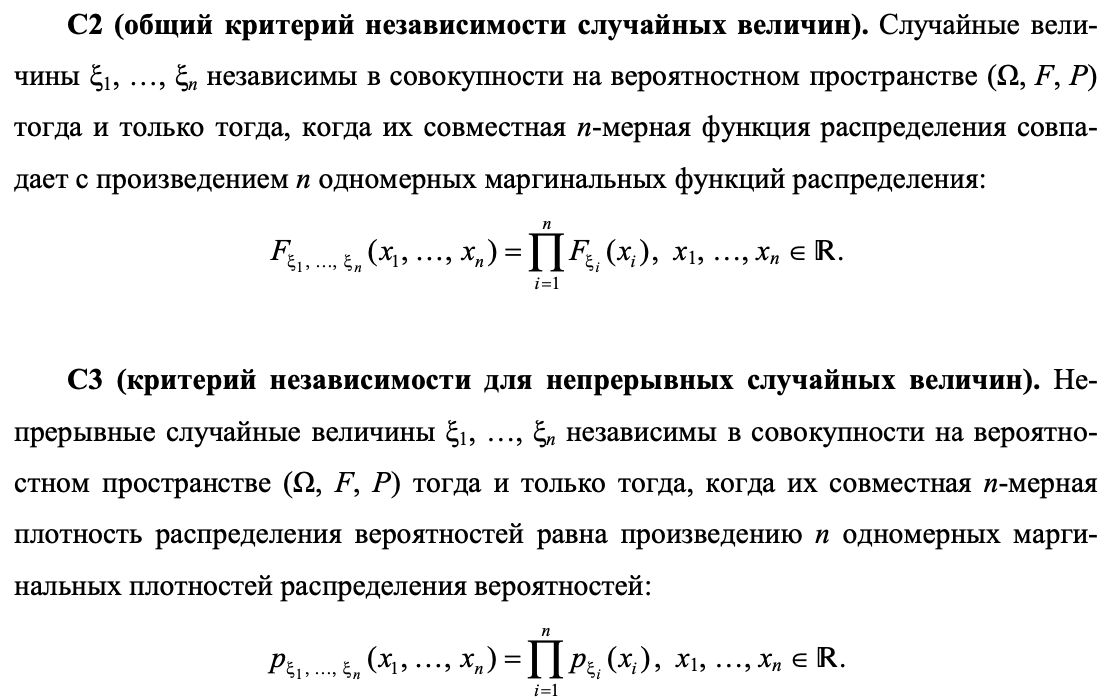 С2 (общий критерий независимости случайных величин). Случайные вели-
чины ξ₁, …, ξₙ независимы в совокупности на вероятностном пространстве (Ω, F, P)
тогда и только тогда, когда их совместная n-мерная функция распределения совпа-
дает с произведением n одномерных маргинальных функций распределения:
F_{ξ₁, …, ξₙ}(x₁, …, xₙ) = ∏_{i=1}^{n} F_{ξᵢ}(xᵢ), x₁, …, xₙ ∈ ℝ.
С3 (критерий независимости для непрерывных случайных величин). Не-
прерывные случайные величины ξ₁, …, ξₙ независимы в совокупности на вероятно-
стном пространстве (Ω, F, P) тогда и только тогда, когда их совместная n-мерная
плотность распределения вероятностей равна произведению n одномерных марги-
нальных плотностей распределения вероятностей:
p_{ξ₁, …, ξₙ}(x₁, …, xₙ) = ∏_{i=1}^{n} p_{ξᵢ}(xᵢ), x₁, …, xₙ ∈ ℝ.